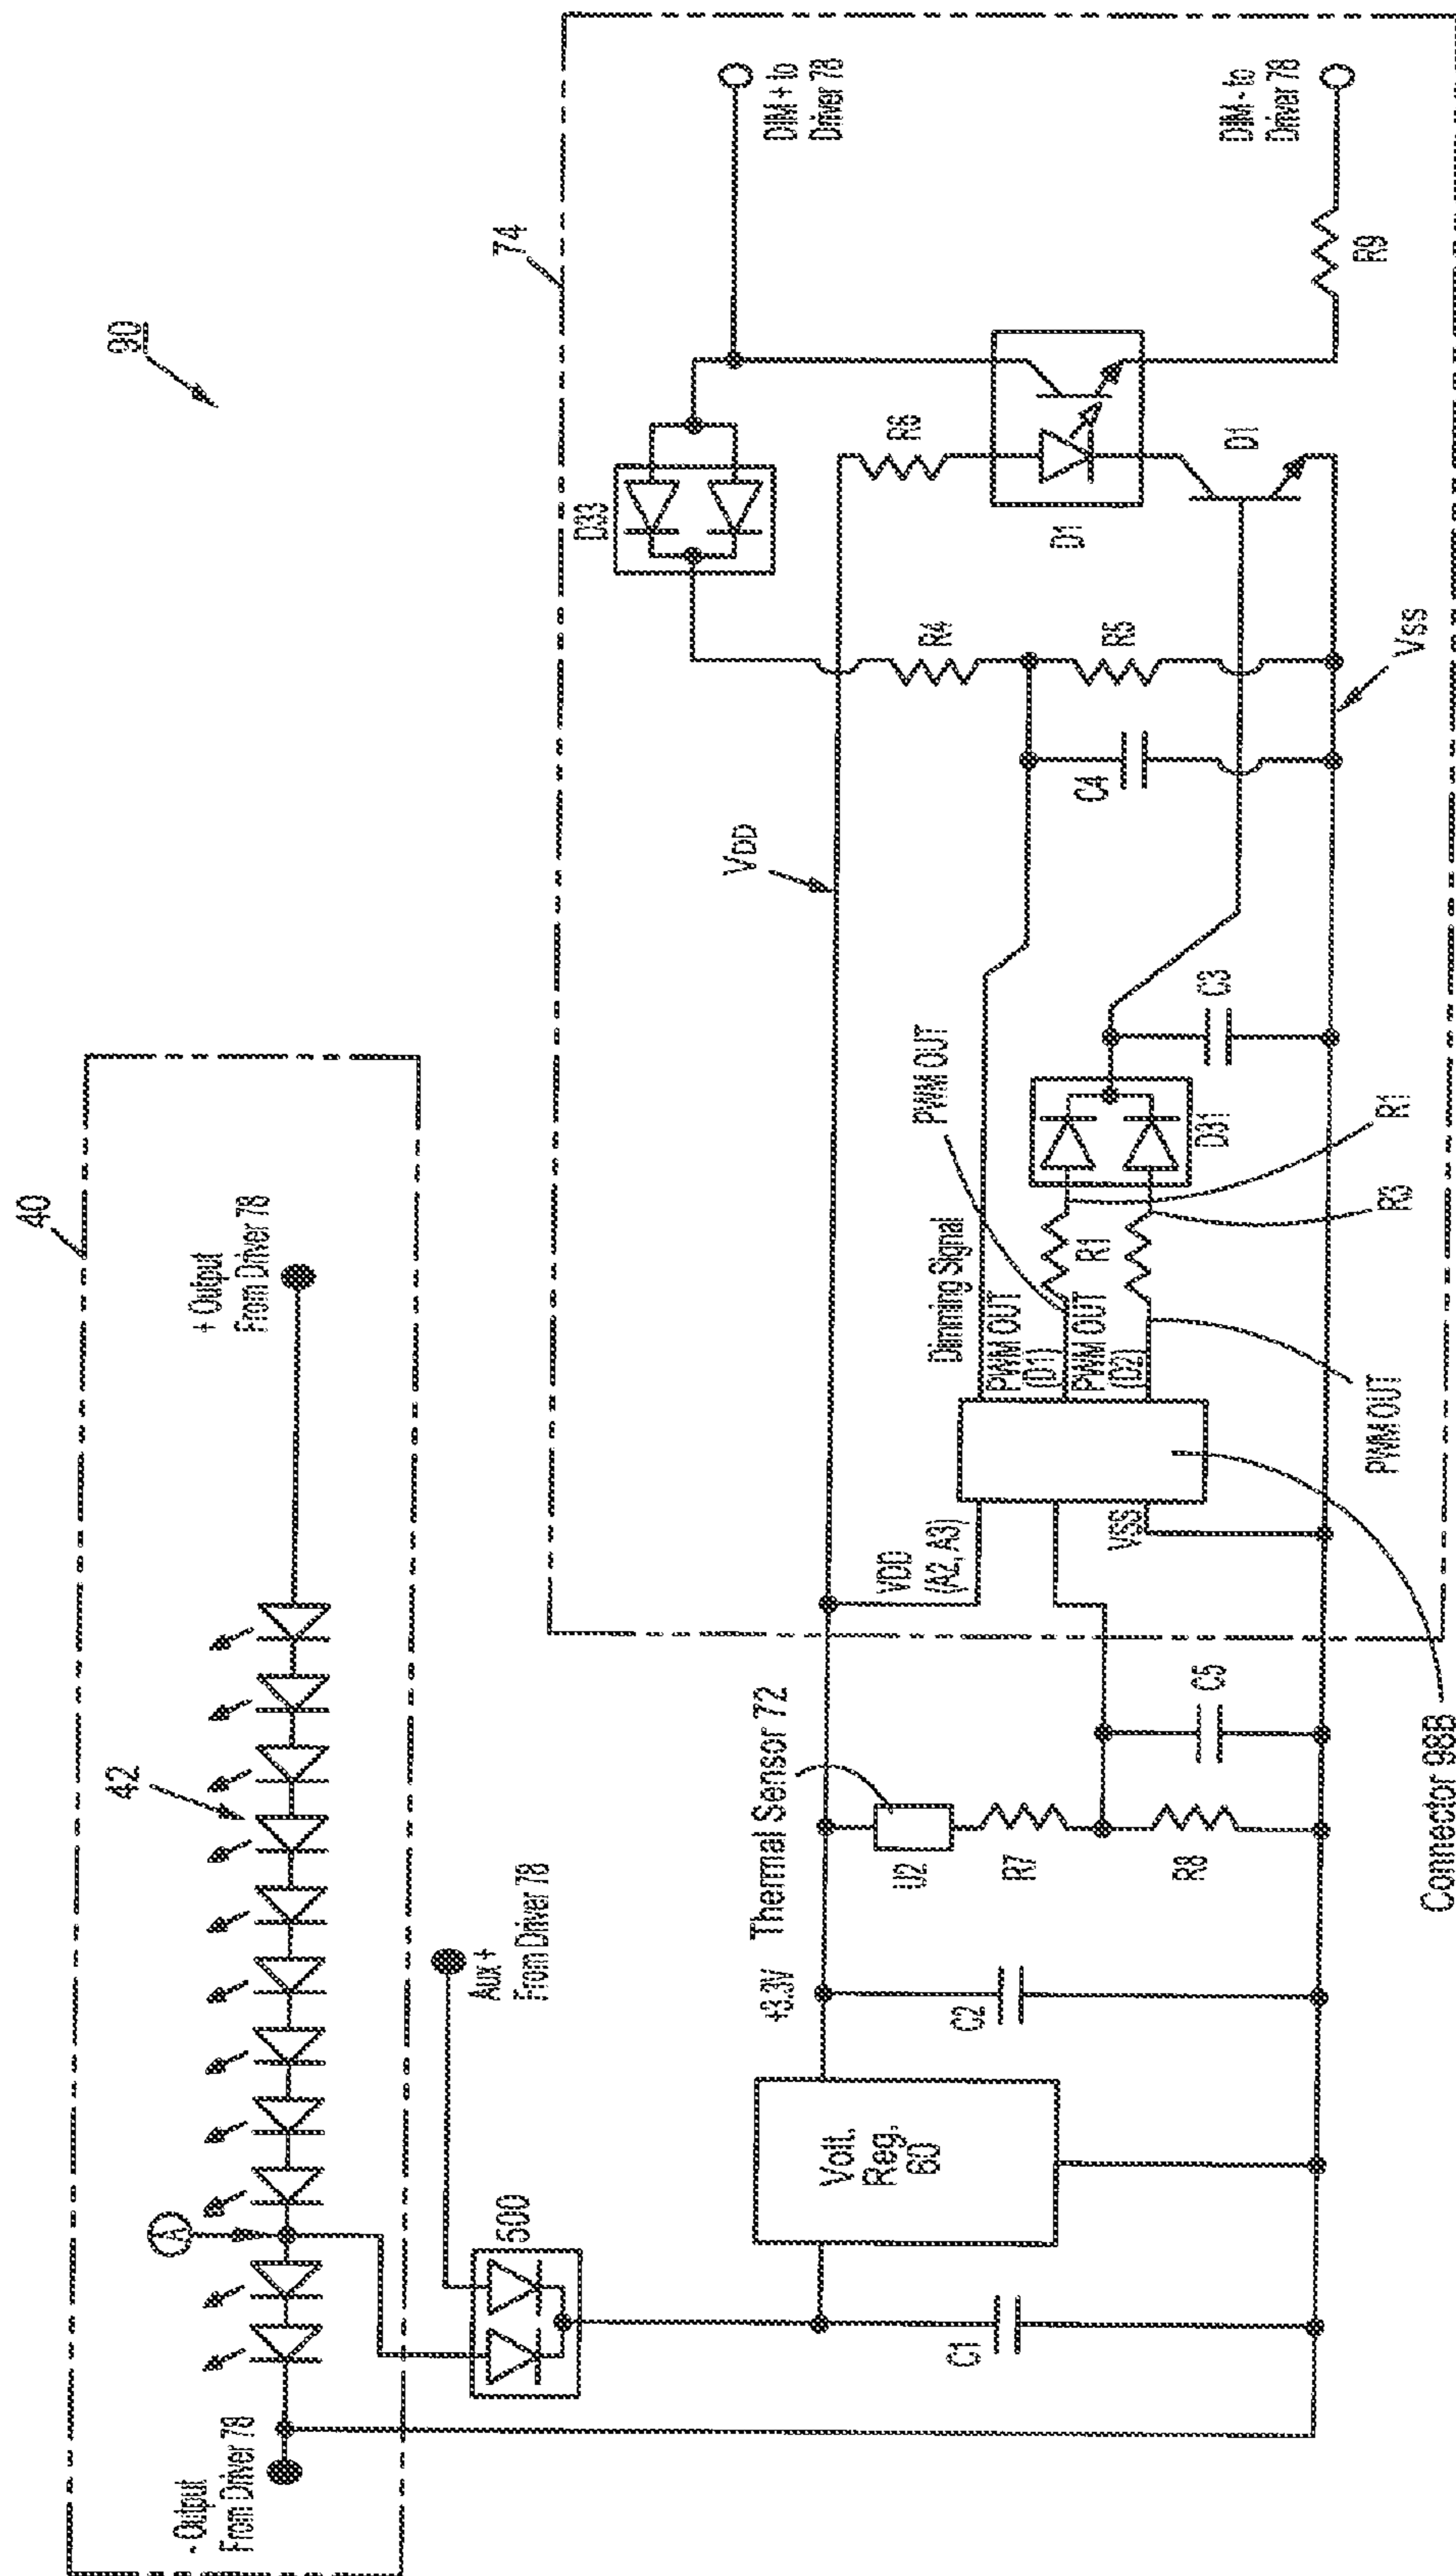 90
40
42
A
+ Output
From Driver 78
- Output
From Driver 78
Aux +
From Driver 78
500
Volt.
Reg.
60
C1
C2
+3.3V
Thermal Sensor 72
U2
R7
R8
C5
74
VDD
VDD
(A2, A3)
VSS
Dimming Signal
PWM OUT
(D1)
PWM OUT
(D2)
PWM OUT
PWM OUT
R1
R1
R3
D31
C3
C4
R4
R5
R6
D33
D1
D1
R9
Vss
DIM + to
Driver 78
DIM - to
Driver 78
Connector 98B